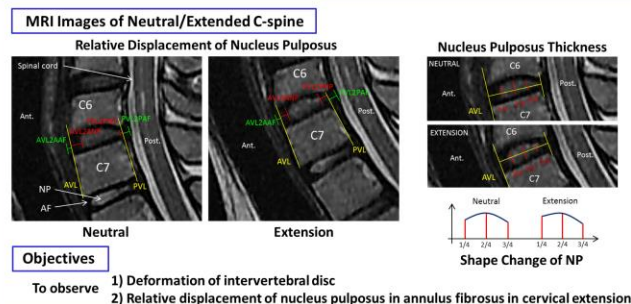 MRI Images of Neutral/Extended C-spine
Relative Displacement of Nucleus Pulposus
Nucleus Pulposus Thickness
Spinal cord
C6
Ant.
AVL2AAF
PVL2PAF
Post.
C7
AVL
PVL
NP
AF
Neutral
C6
Ant.
AVL2AAF
PVL2PAF
Post.
C7
AVL
PVL
Extension
NEUTRAL
C6
Ant.
C7
AVL
EXTENSION
C6
Ant.
C7
AVL
Neutral
Extension
1/4 2/4 3/4 1/4 2/4 3/4
Shape Change of NP
Objectives
To observe
1) Deformation of intervertebral disc
2) Relative displacement of nucleus pulposus in annulus fibrosus in cervical extension